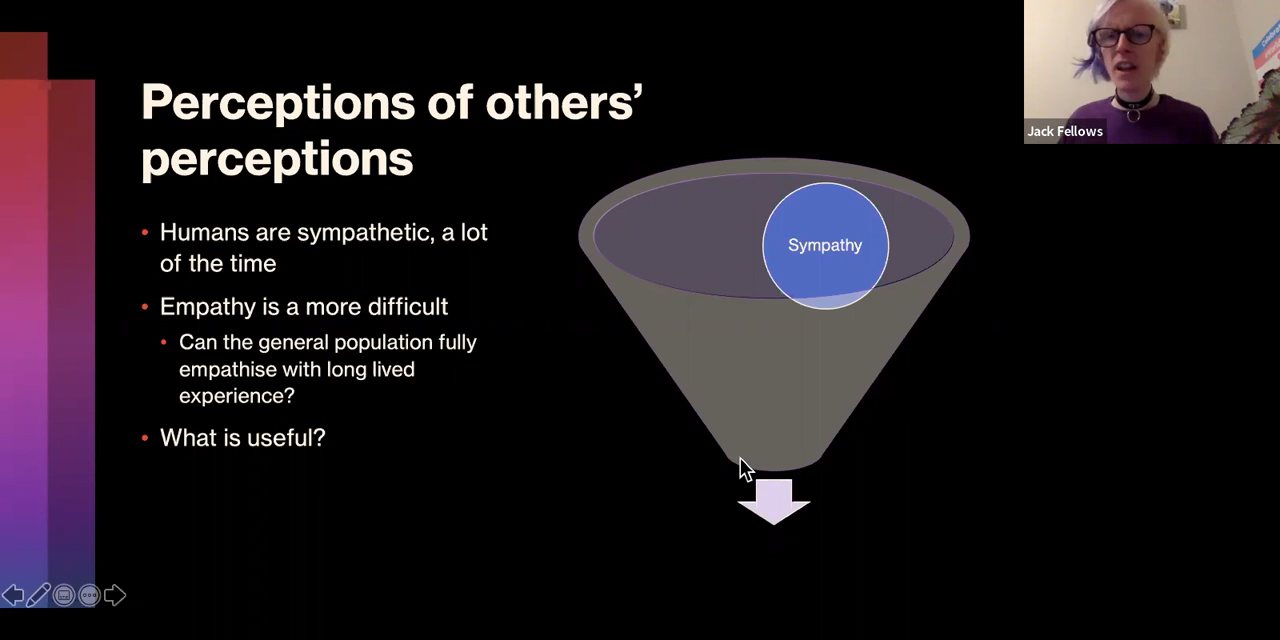 Perceptions of others’
perceptions
Humans are sympathetic, a lot
of the time
Empathy is a more difficult
Can the general population fully
empathise with long lived
experience?
What is useful?
Sympathy
Jack Fellows